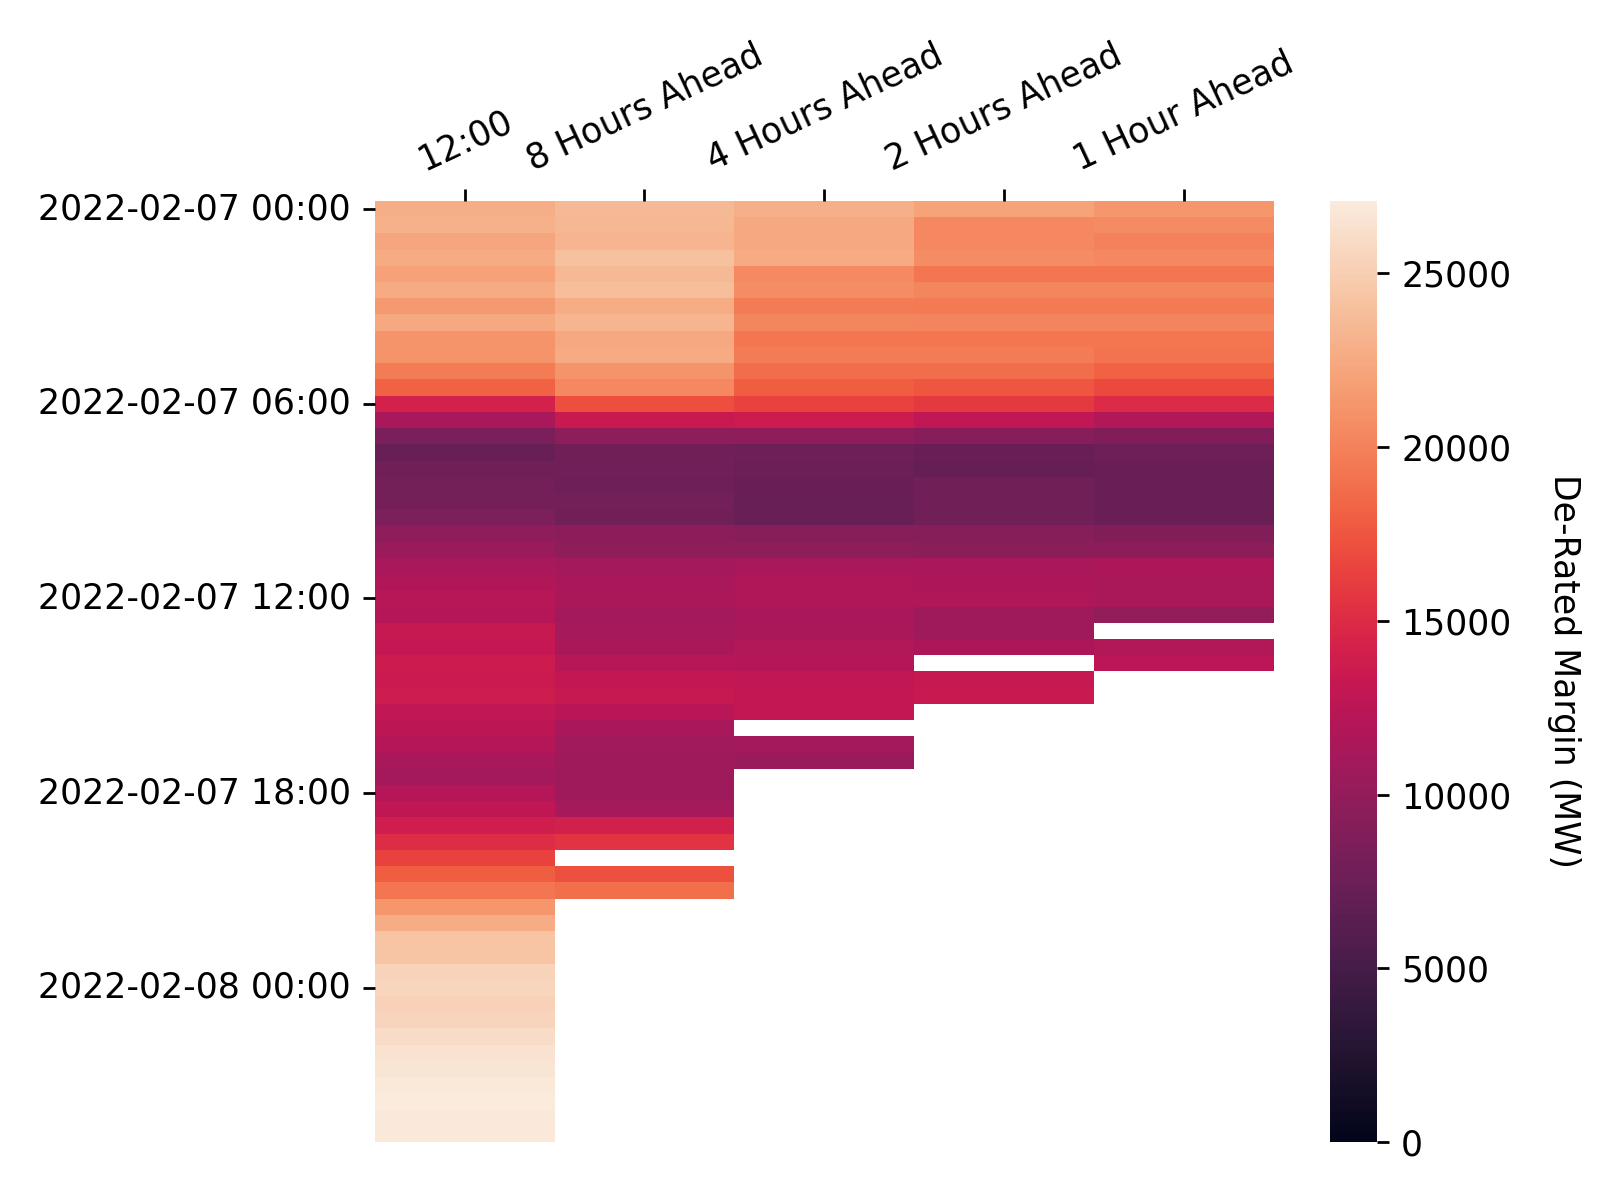 12:00
8 Hours Ahead
4 Hours Ahead
2 Hours Ahead
1 Hour Ahead
2022-02-07 00:00
2022-02-07 06:00
2022-02-07 12:00
2022-02-07 18:00
2022-02-08 00:00
25000
20000
15000
10000
5000
0
De-Rated Margin (MW)